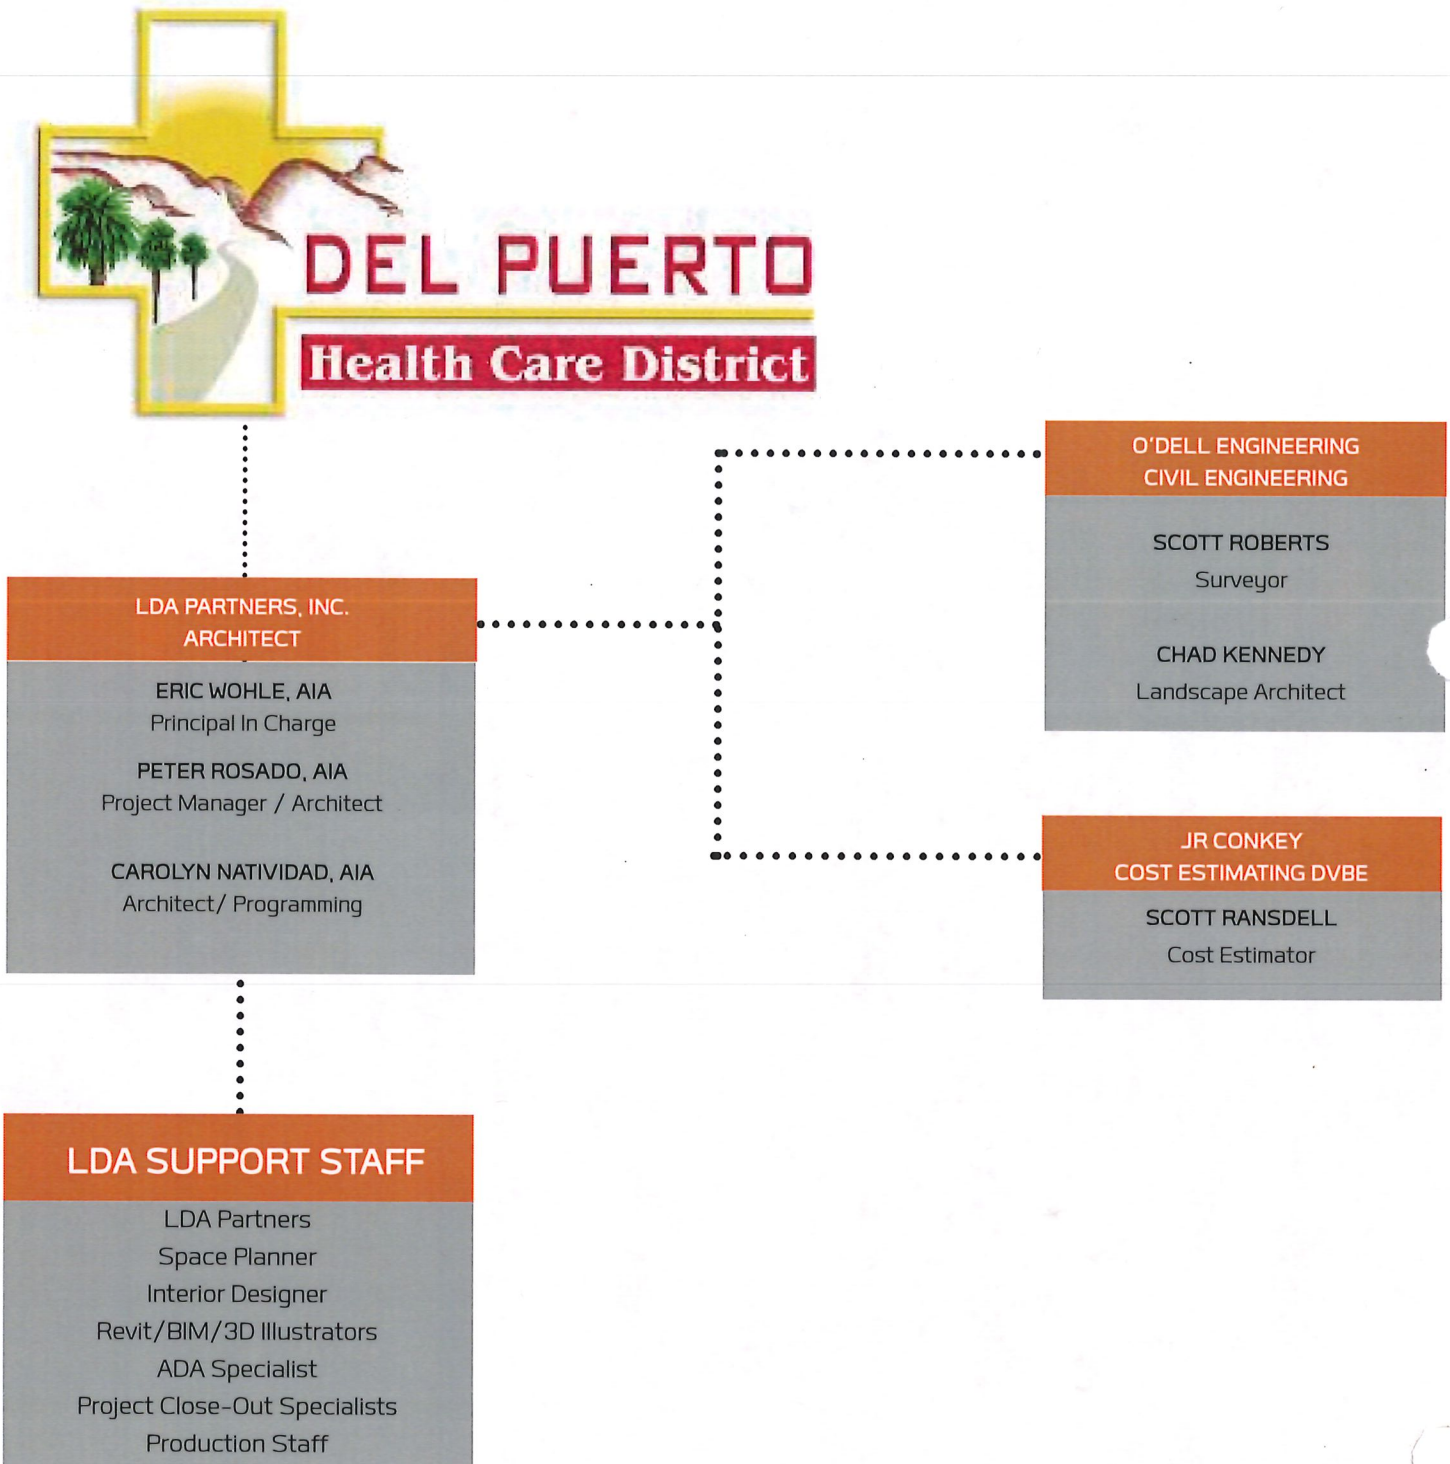 DEL PUERTO
Health Care District
LDA PARTNERS, INC.
ARCHITECT
ERIC WOHLE, AIA
Principal In Charge
PETER ROSADO, AIA
Project Manager / Architect
CAROLYN NATIVIDAD, AIA
Architect/ Programming
O'DELL ENGINEERING
CIVIL ENGINEERING
SCOTT ROBERTS
Surveyor
CHAD KENNEDY
Landscape Architect
JR CONKEY
COST ESTIMATING DVBE
SCOTT RANSDELL
Cost Estimator
LDA SUPPORT STAFF
LDA Partners
Space Planner
Interior Designer
Revit/BIM/3D Illustrators
ADA Specialist
Project Close-Out Specialists
Production Staff